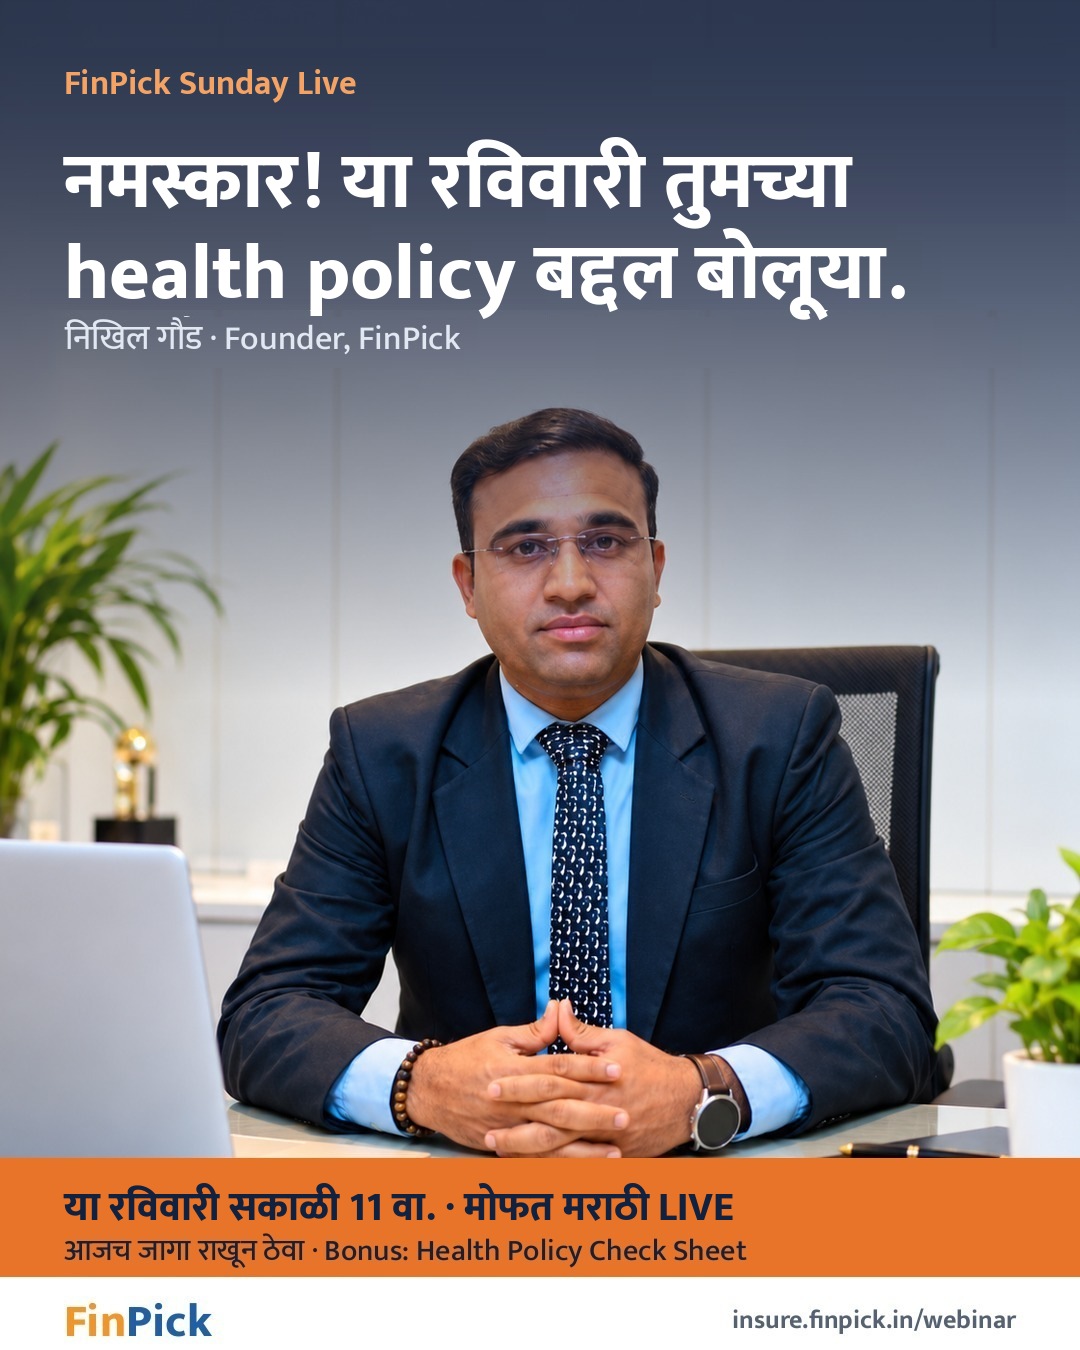 FinPick Sunday Live
नमस्कार! या रविवारी तुमच्या
health policy बद्दल बोलूया.
निखिल गौंड · Founder, FinPick
या रविवारी सकाळी 11 वा. · मोफत मराठी LIVE
आजच जागा राखून ठेवा · Bonus: Health Policy Check Sheet
FinPick
insure.finpick.in/webinar